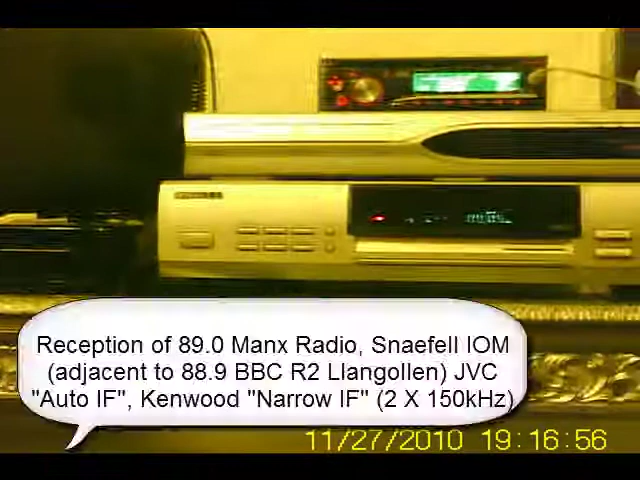 Reception of 89.0 Manx Radio, Snaefell IOM
(adjacent to 88.9 BBC R2 Llangollen) JVC
"Auto IF", Kenwood "Narrow IF" (2 X 150kHz)
11/27/2010 19:16:56